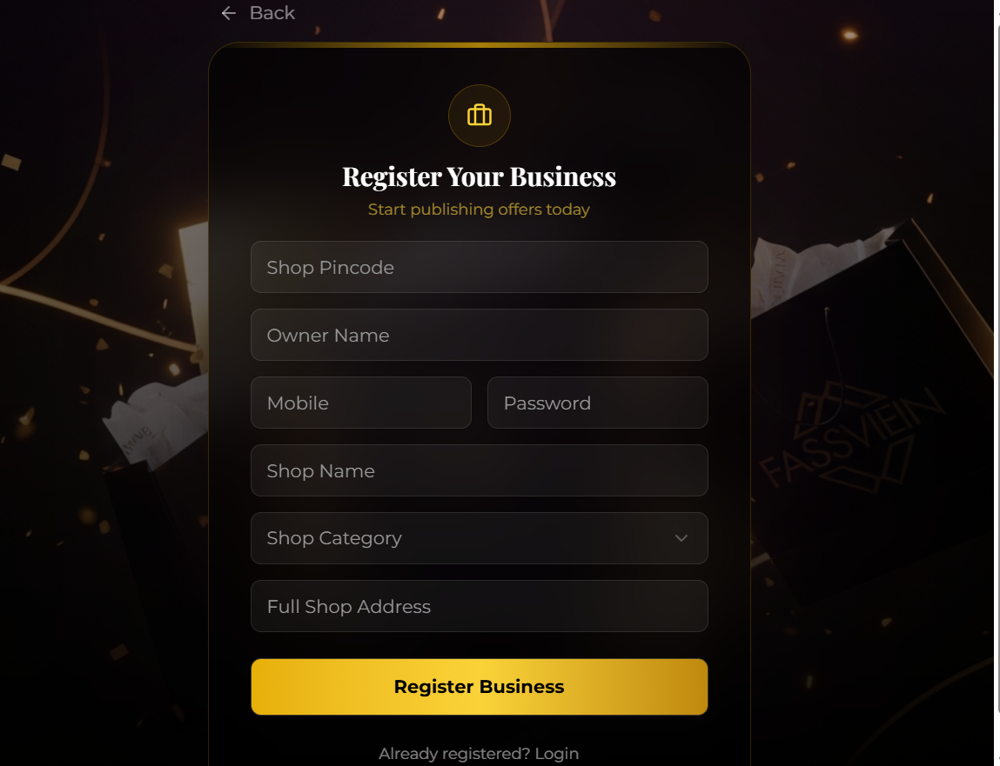 Back
Register Your Business
Start publishing offers today
Shop Pincode
Owner Name
Mobile
Password
Shop Name
Shop Category
Full Shop Address
FASSVIEIN
Register Business
Already registered? Login